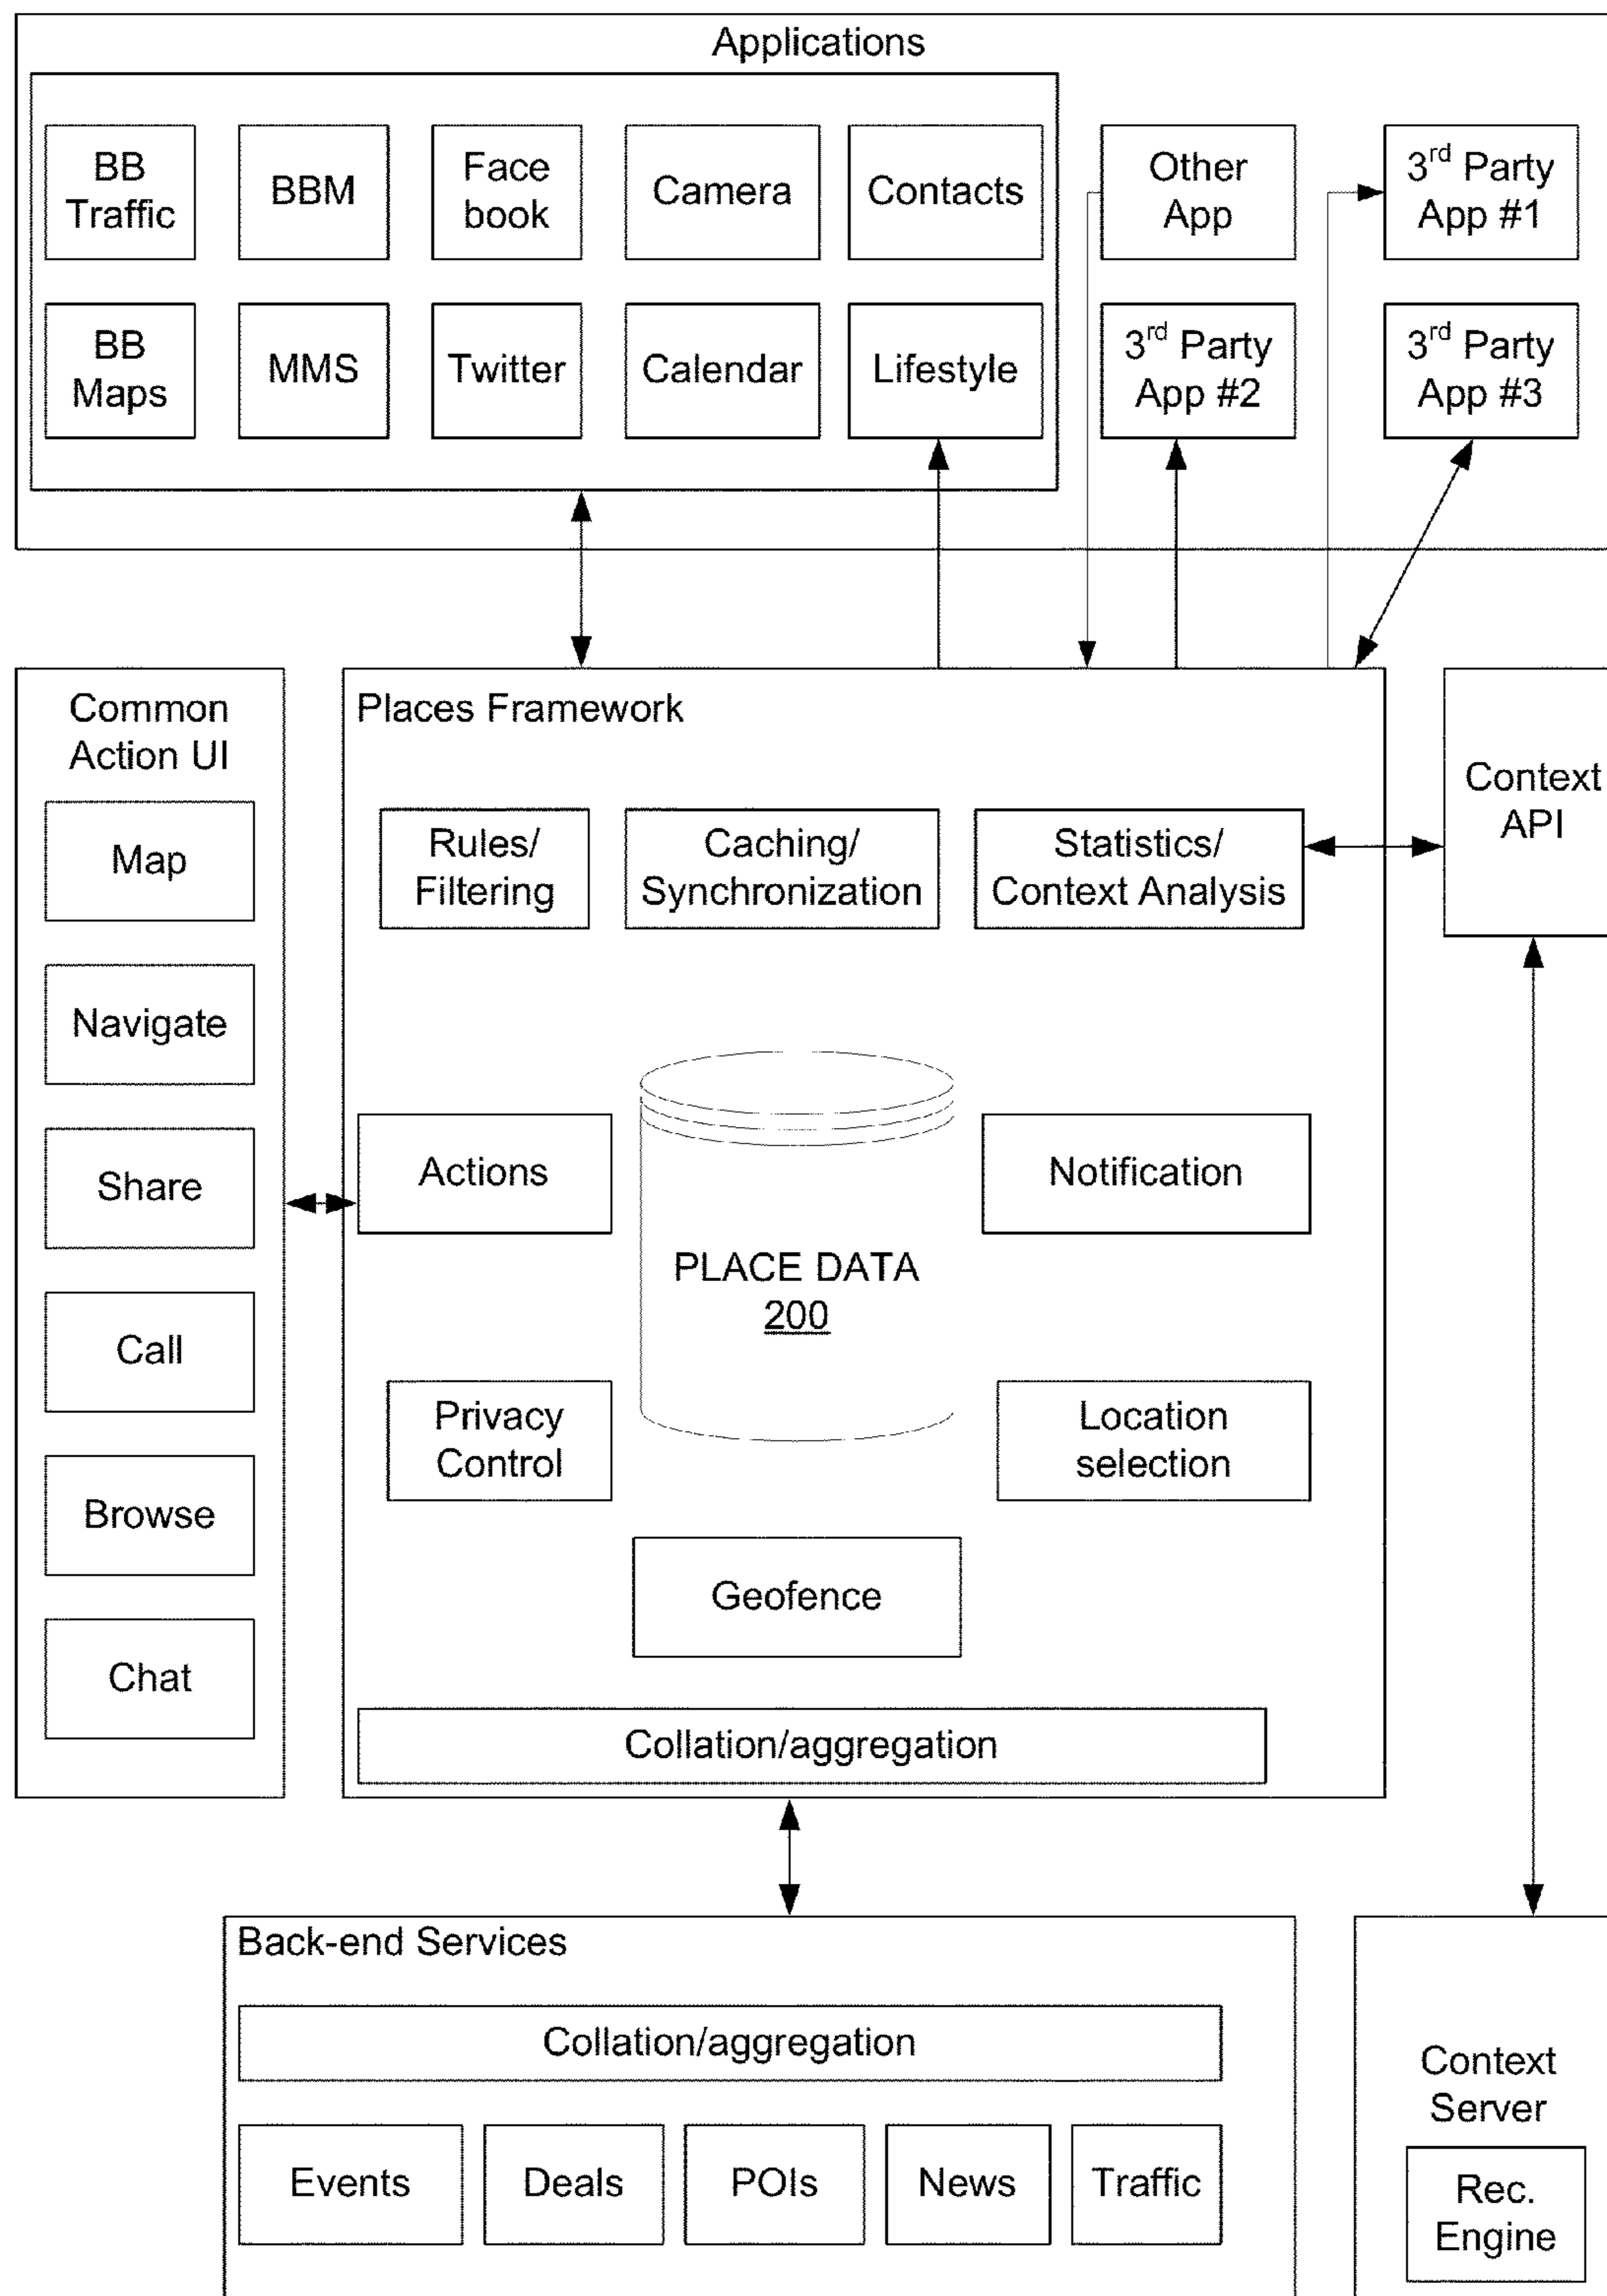 Applications
BB
Traffic
BBM
Face
book
Camera
Contacts
Other
App
3rd Party
App #1
BB
Maps
MMS
Twitter
Calendar
Lifestyle
3rd Party
App #2
3rd Party
App #3
Common
Action UI
Map
Navigate
Share
Call
Browse
Chat
Places Framework
Rules/
Filtering
Caching/
Synchronization
Statistics/
Context Analysis
Actions
PLACE DATA
200
Notification
Privacy
Control
Location
selection
Geofence
Collation/aggregation
Context
API
Back-end Services
Collation/aggregation
Events
Deals
POIs
News
Traffic
Context
Server
Rec.
Engine